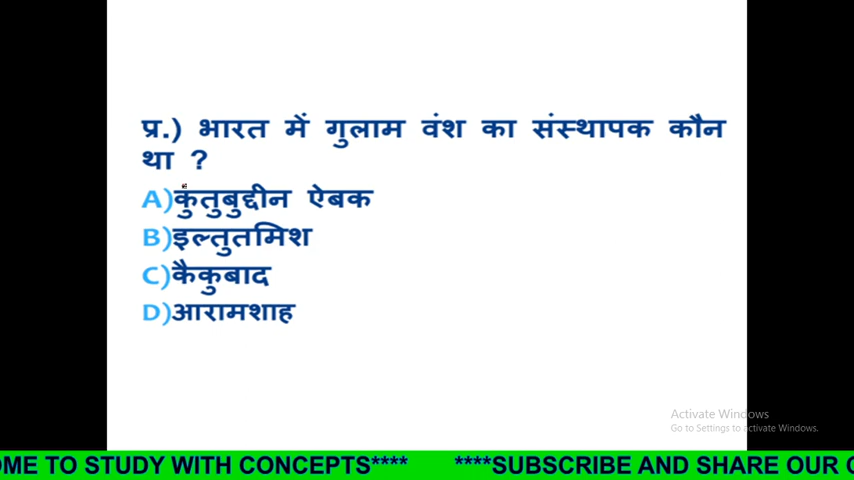 प्र.) भारत में गुलाम वंश का संस्थापक कौन
था ?
A)कुतुबुद्दीन ऐबक
B)इल्तुतमिश
C)कैकुबाद
D)आरामशाह
Activate Windows
Go to Settings to activate Windows.
OME TO STUDY WITH CONCEPTS**** ****SUBSCRIBE AND SHARE OUR